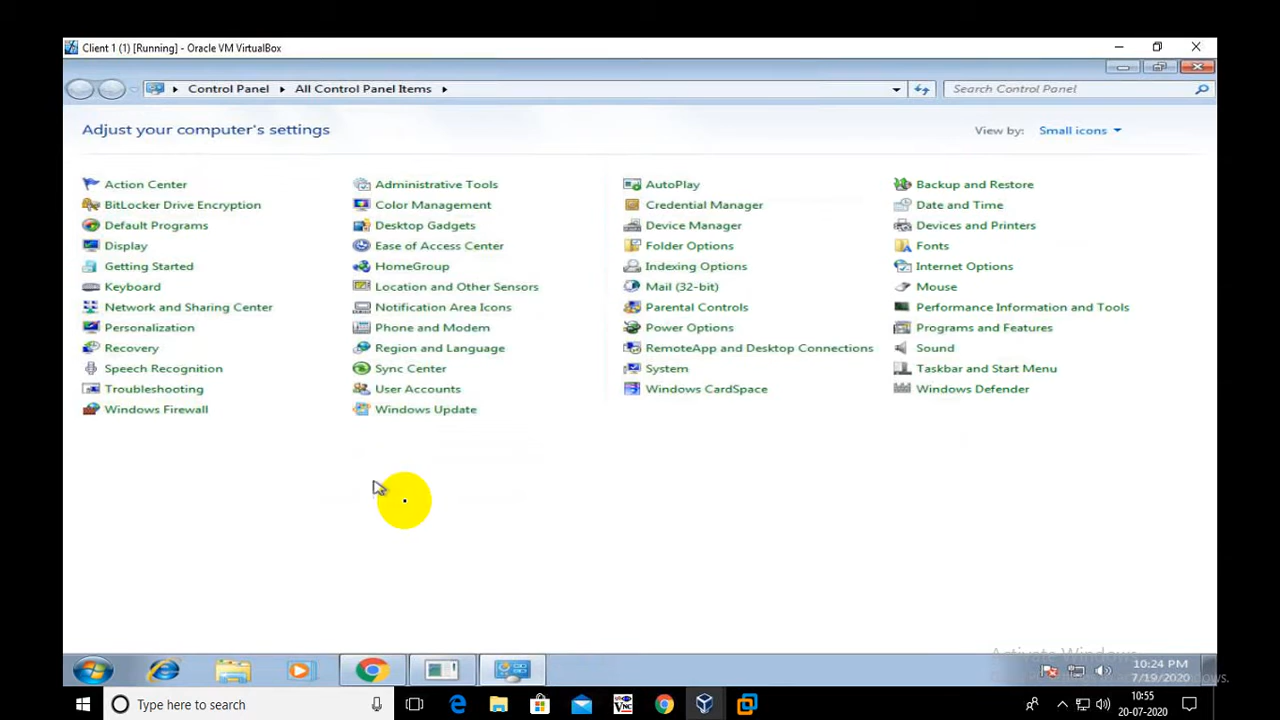 Client 1 (1) [Running] - Oracle VM VirtualBox
Control Panel All Control Panel Items
Search Control Panel
Adjust your computer's settings
View by: Small icons
Action Center Administrative Tools AutoPlay Backup and Restore
BitLocker Drive Encryption Color Management Credential Manager Date and Time
Default Programs Desktop Gadgets Device Manager Devices and Printers
Display Ease of Access Center Folder Options Fonts
Getting Started HomeGroup Indexing Options Internet Options
Keyboard Location and Other Sensors Mail (32-bit) Mouse
Network and Sharing Center Notification Area Icons Parental Controls Performance Information and Tools
Personalization Phone and Modem Power Options Programs and Features
Recovery Region and Language RemoteApp and Desktop Connections Sound
Speech Recognition Sync Center System Taskbar and Start Menu
Troubleshooting User Accounts Windows CardSpace Windows Defender
Windows Firewall Windows Update
Activate Windows
10:24 PM
7/19/2020
Type here to search
VNC
10:55
20-07-2020